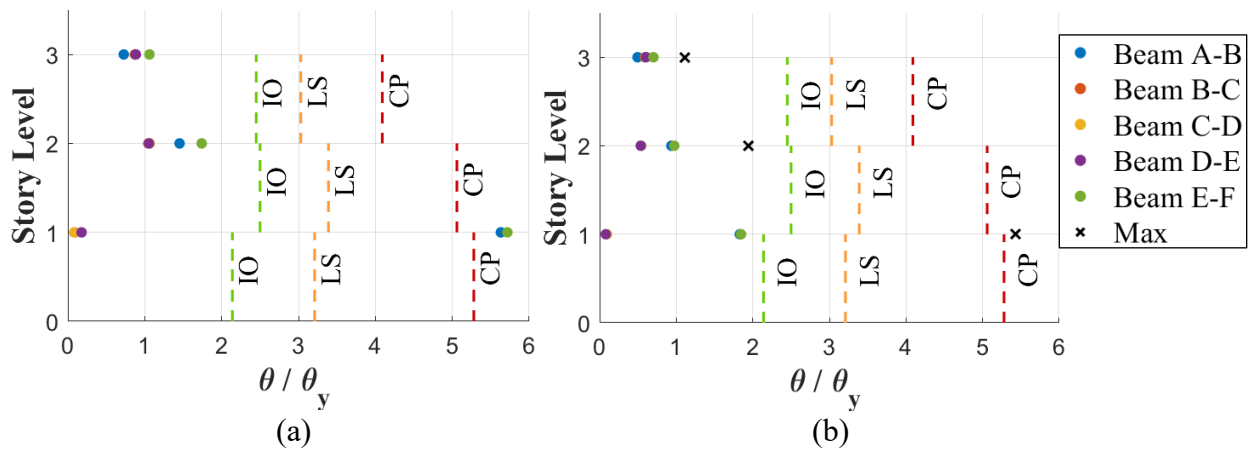 3
2
1
0
Story Level
IO
LS
CP
IO
LS
CP
IO
LS
CP
0 1 2 3 4 5 6
θ / θy
(a)
3
2
1
0
Story Level
IO
LS
CP
IO
LS
CP
IO
LS
CP
0 1 2 3 4 5 6
θ / θy
(b)
Beam A-B
Beam B-C
Beam C-D
Beam D-E
Beam E-F
Max